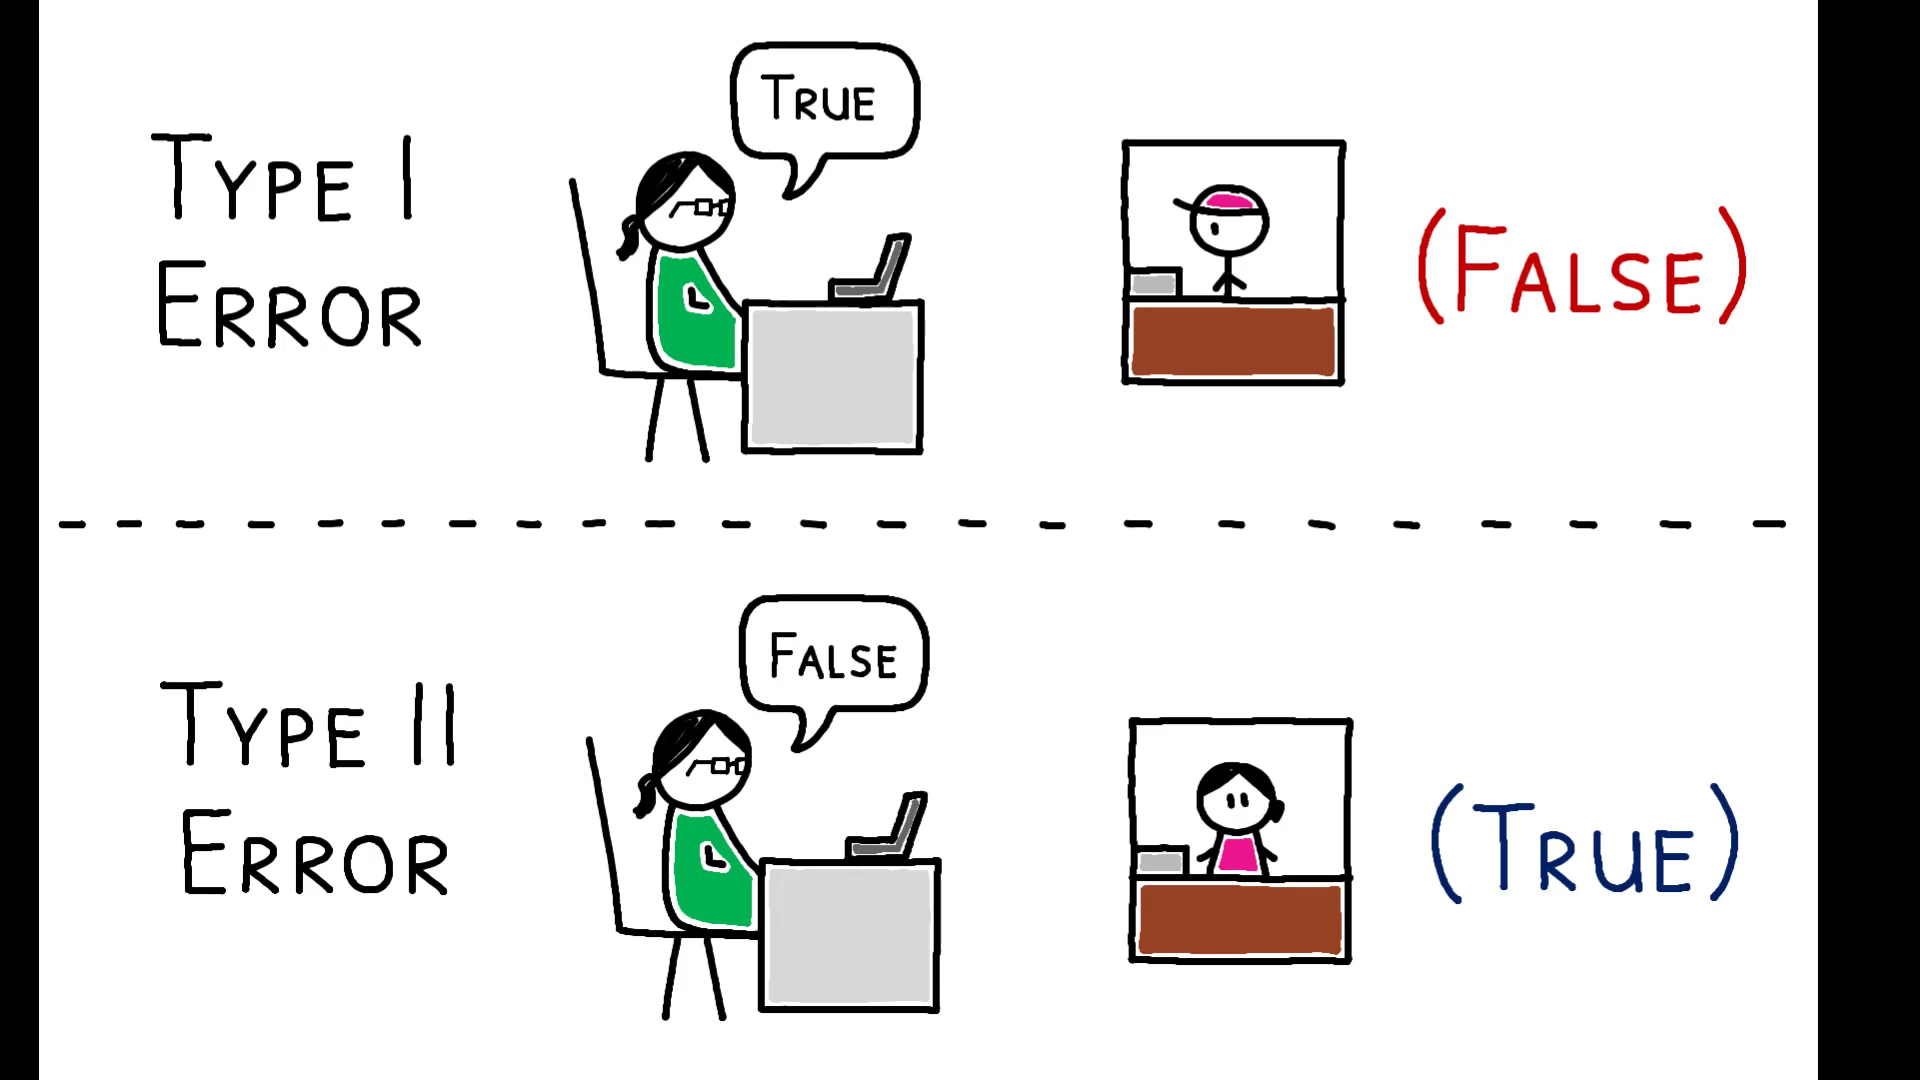 TYPE I
ERROR
TRUE
(FALSE)
TYPE II
ERROR
FALSE
(TRUE)